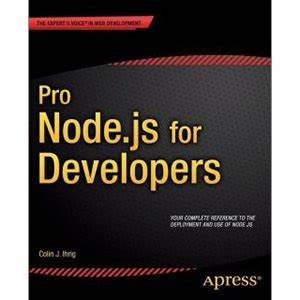 THE EXPERT'S VOICE® IN WEB DEVELOPMENT
Pro
Node.js for
Developers
YOUR COMPLETE REFERENCE TO THE
DEPLOYMENT AND USE OF NODE JS
Colin J. Ihrig
Apress®